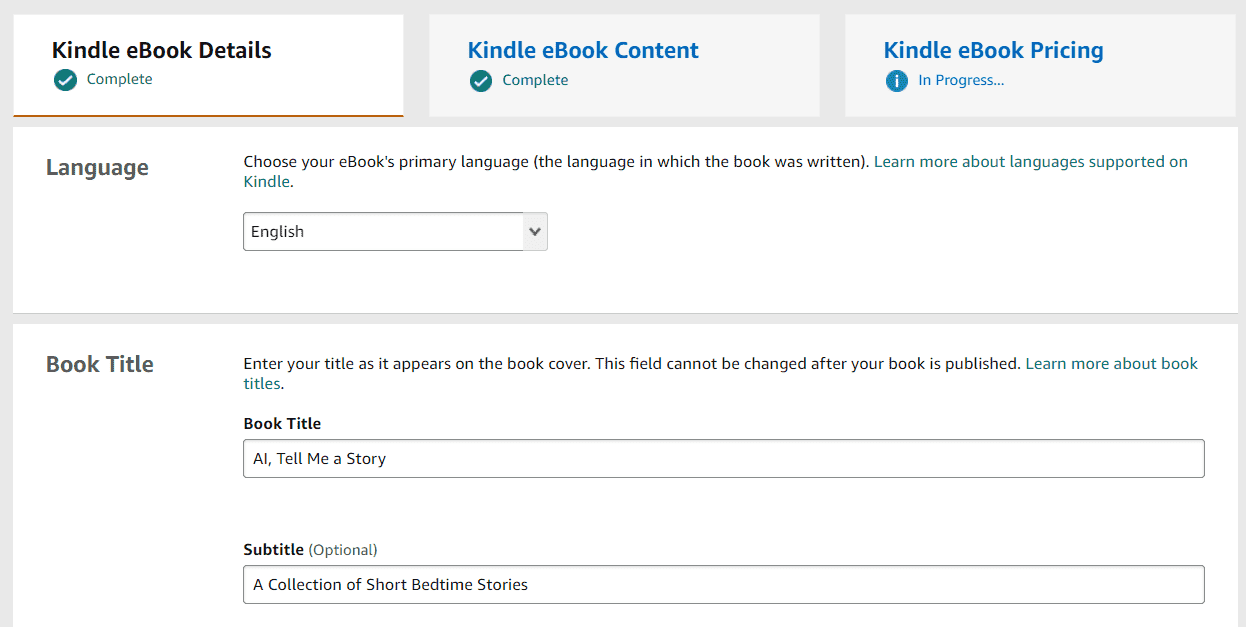 Kindle eBook Details
Complete
Kindle eBook Content
Complete
Kindle eBook Pricing
In Progress...
Language
Choose your eBook's primary language (the language in which the book was written). Learn more about languages supported on
Kindle.
English
Book Title
Enter your title as it appears on the book cover. This field cannot be changed after your book is published. Learn more about book
titles.
Book Title
AI, Tell Me a Story
Subtitle (Optional)
A Collection of Short Bedtime Stories